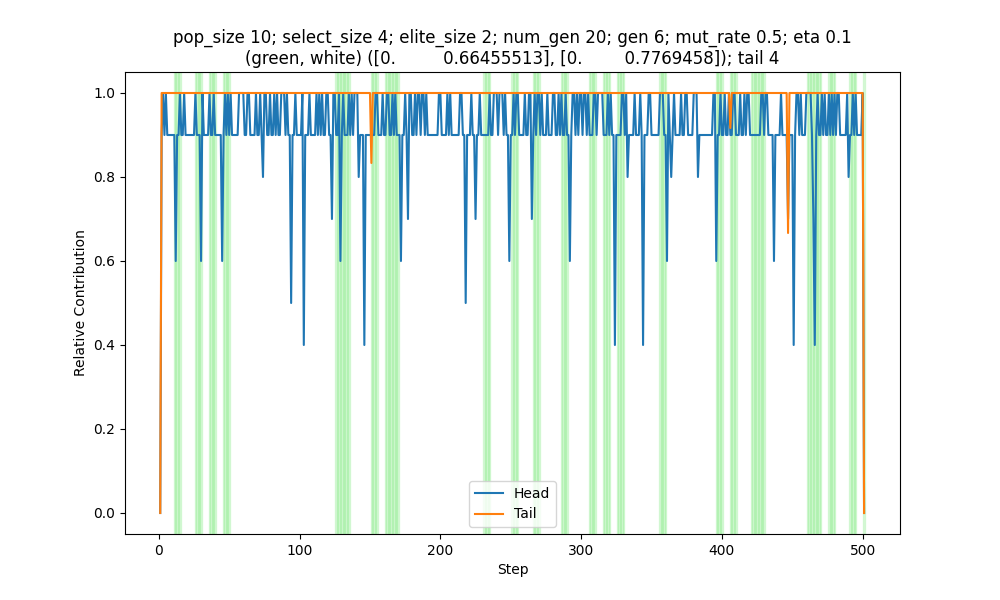 pop_size 10; select_size 4; elite_size 2; num_gen 20; gen 6; mut_rate 0.5; eta 0.1
(green, white) ([0. 0.66455513], [0. 0.7769458]); tail 4
1.0
0.8
0.6
0.4
0.2
0.0
Relative Contribution
Head
Tail
0 100 200 300 400 500
Step